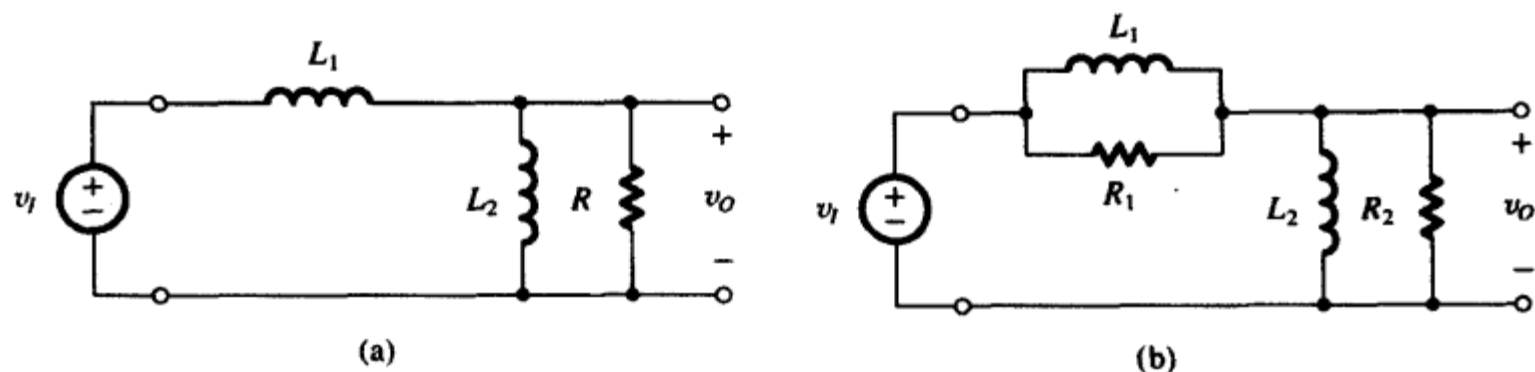 L₁
v_I
+
−
L₂
R
+
v_O
−
(a)
L₁
R₁
v_I
+
−
L₂
R₂
+
v_O
−
(b)